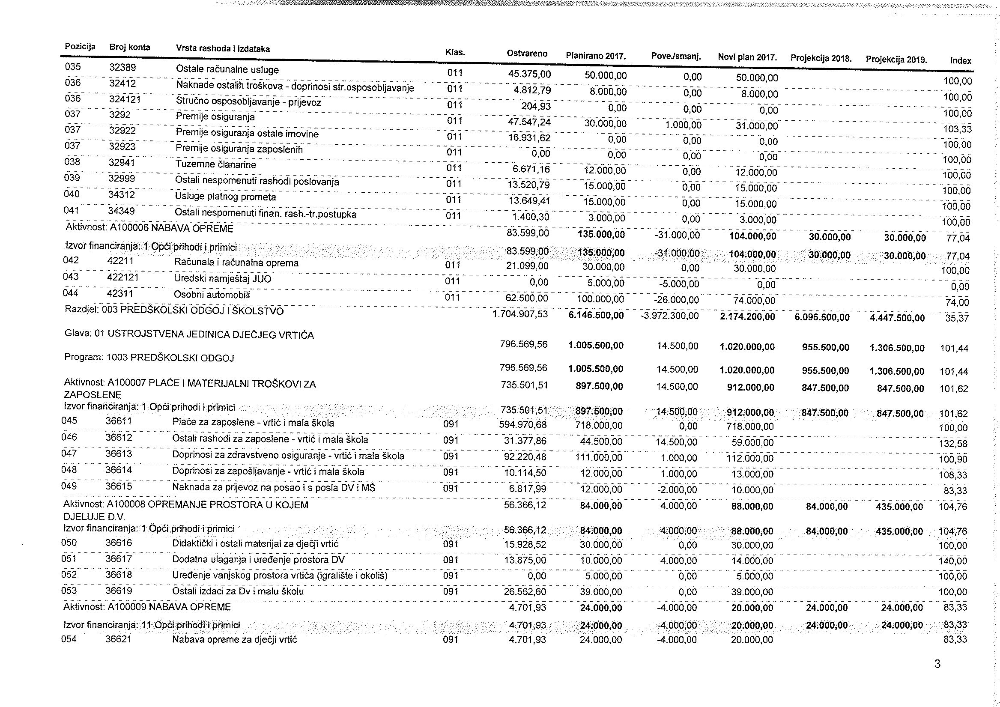 Pozicija Broj konta Vrsta rashoda i izdataka Klas. Ostvareno Planirano 2017. Pove./smanj. Novi plan 2017. Projekcija 2018. Projekcija 2019. Index
035 32389 Ostale računalne usluge 011 45.375,00 50.000,00 0,00 50.000,00 100,00
036 32412 Naknade ostalih troškova - doprinosi str.osposobljavanje 011 4.812,79 8.000,00 0,00 8.000,00 100,00
036 324121 Stručno osposobljavanje - prijevoz 011 204,93 0,00 0,00 0,00 100,00
037 3292 Premije osiguranja 011 47.547,24 30.000,00 1.000,00 31.000,00 103,33
037 32922 Premije osiguranja ostale imovine 011 16.931,62 0,00 0,00 0,00 100,00
037 32923 Premije osiguranja zaposlenih 011 0,00 0,00 0,00 0,00 100,00
038 32941 Tuzemne članarine 011 6.671,16 12.000,00 0,00 12.000,00 100,00
039 32999 Ostali nespomenuti rashodi poslovanja 011 13.520,79 15.000,00 0,00 15.000,00 100,00
040 34312 Usluge platnog prometa 011 13.649,41 15.000,00 0,00 15.000,00 100,00
041 34349 Ostali nespomenuti finan. rash.-tr.postupka 011 1.400,30 3.000,00 0,00 3.000,00 100,00
Aktivnost: A100006 NABAVA OPREME 83.599,00 135.000,00 -31.000,00 104.000,00 30.000,00 30.000,00 77,04
Izvor financiranja: 1 Opći prihodi i primici 83.599,00 135.000,00 -31.000,00 104.000,00 30.000,00 30.000,00 77,04
042 42211 Računala i računalna oprema 011 21.099,00 30.000,00 0,00 30.000,00 100,00
043 422121 Uredski namještaj JUO 011 0,00 5.000,00 -5.000,00 0,00 0,00
044 42311 Osobni automobili 011 62.500,00 100.000,00 -26.000,00 74.000,00 74,00
Razdjel: 003 PREDŠKOLSKI ODGOJ I ŠKOLSTVO 1.704.907,53 6.146.500,00 -3.972.300,00 2.174.200,00 6.096.500,00 4.447.500,00 35,37
Glava: 01 USTROJSTVENA JEDINICA DJEČJEG VRTIĆA 796.569,56 1.005.500,00 14.500,00 1.020.000,00 955.500,00 1.306.500,00 101,44
Program: 1003 PREDŠKOLSKI ODGOJ 796.569,56 1.005.500,00 14.500,00 1.020.000,00 955.500,00 1.306.500,00 101,44
Aktivnost: A100007 PLAĆE I MATERIJALNI TROŠKOVI ZA 735.501,51 897.500,00 14.500,00 912.000,00 847.500,00 847.500,00 101,62
ZAPOSLENE
Izvor financiranja: 1 Opći prihodi i primici 735.501,51 897.500,00 14.500,00 912.000,00 847.500,00 847.500,00 101,62
045 36611 Plaće za zaposlene - vrtić i mala škola 091 594.970,68 718.000,00 0,00 718.000,00 100,00
046 36612 Ostali rashodi za zaposlene - vrtić i mala škola 091 31.377,86 44.500,00 14.500,00 59.000,00 132,58
047 36613 Doprinosi za zdravstveno osiguranje - vrtić i mala škola 091 92.220,48 111.000,00 1.000,00 112.000,00 100,90
048 36614 Doprinosi za zapošljavanje - vrtić i mala škola 091 10.114,50 12.000,00 1.000,00 13.000,00 108,33
049 36615 Naknada za prijevoz na posao i s posla DV i MŠ 091 6.817,99 12.000,00 -2.000,00 10.000,00 83,33
Aktivnost: A100008 OPREMANJE PROSTORA U KOJEM 56.366,12 84.000,00 4.000,00 88.000,00 84.000,00 435.000,00 104,76
DJELUJE D.V.
Izvor financiranja: 1 Opći prihodi i primici 56.366,12 84.000,00 4.000,00 88.000,00 84.000,00 435.000,00 104,76
050 36616 Didaktički i ostali materijal za dječji vrtić 091 15.928,52 30.000,00 0,00 30.000,00 100,00
051 36617 Dodatna ulaganja i uređenje prostora DV 091 13.875,00 10.000,00 4.000,00 14.000,00 140,00
052 36618 Uređenje vanjskog prostora vrtića (igralište i okoliš) 091 0,00 5.000,00 0,00 5.000,00 100,00
053 36619 Ostali izdaci za Dv i malu školu 091 26.562,60 39.000,00 0,00 39.000,00 100,00
Aktivnost: A100009 NABAVA OPREME 4.701,93 24.000,00 -4.000,00 20.000,00 24.000,00 24.000,00 83,33
Izvor financiranja: 11 Opći prihodi i primici 4.701,93 24.000,00 -4.000,00 20.000,00 24.000,00 24.000,00 83,33
054 36621 Nabava opreme za dječji vrtić 091 4.701,93 24.000,00 -4.000,00 20.000,00 83,33
3